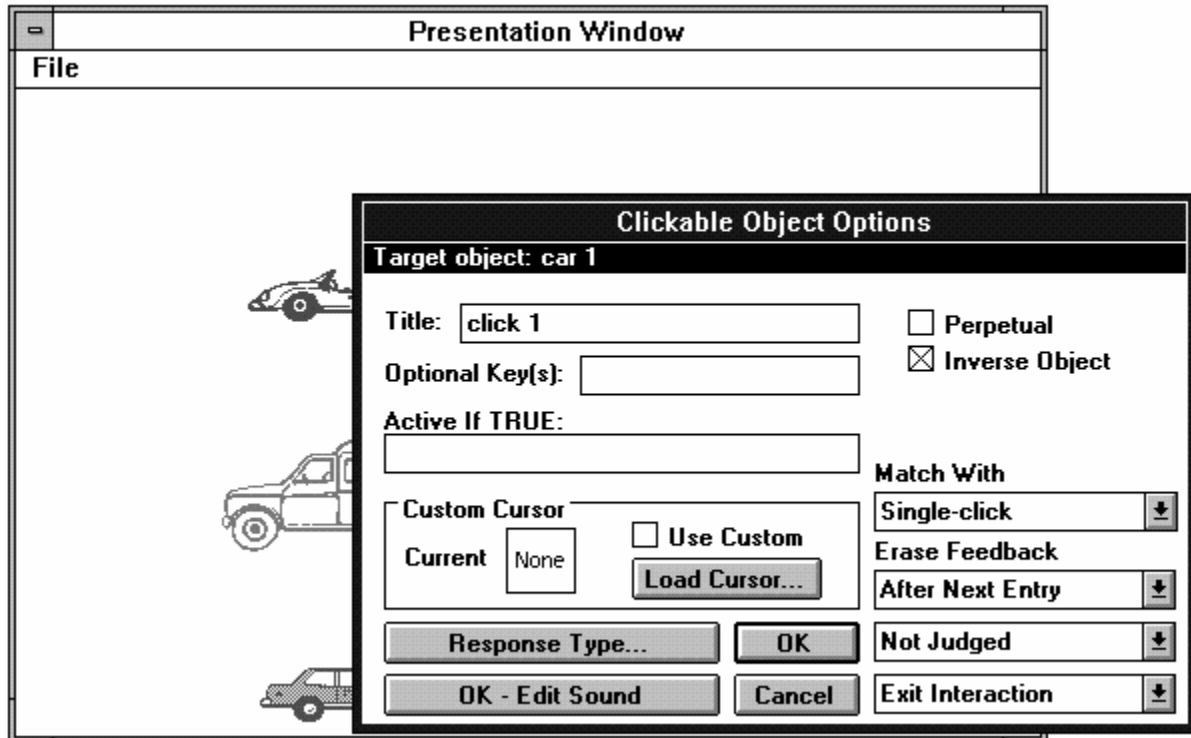 Presentation Window
File
Clickable Object Options
Target object: car 1
Title: click 1
Perpetual
Inverse Object
Optional Key(s):
Active If TRUE:
Match With
Single-click
Custom Cursor
Current None
Use Custom
Load Cursor...
Erase Feedback
After Next Entry
Response Type... OK Not Judged
OK - Edit Sound Cancel Exit Interaction